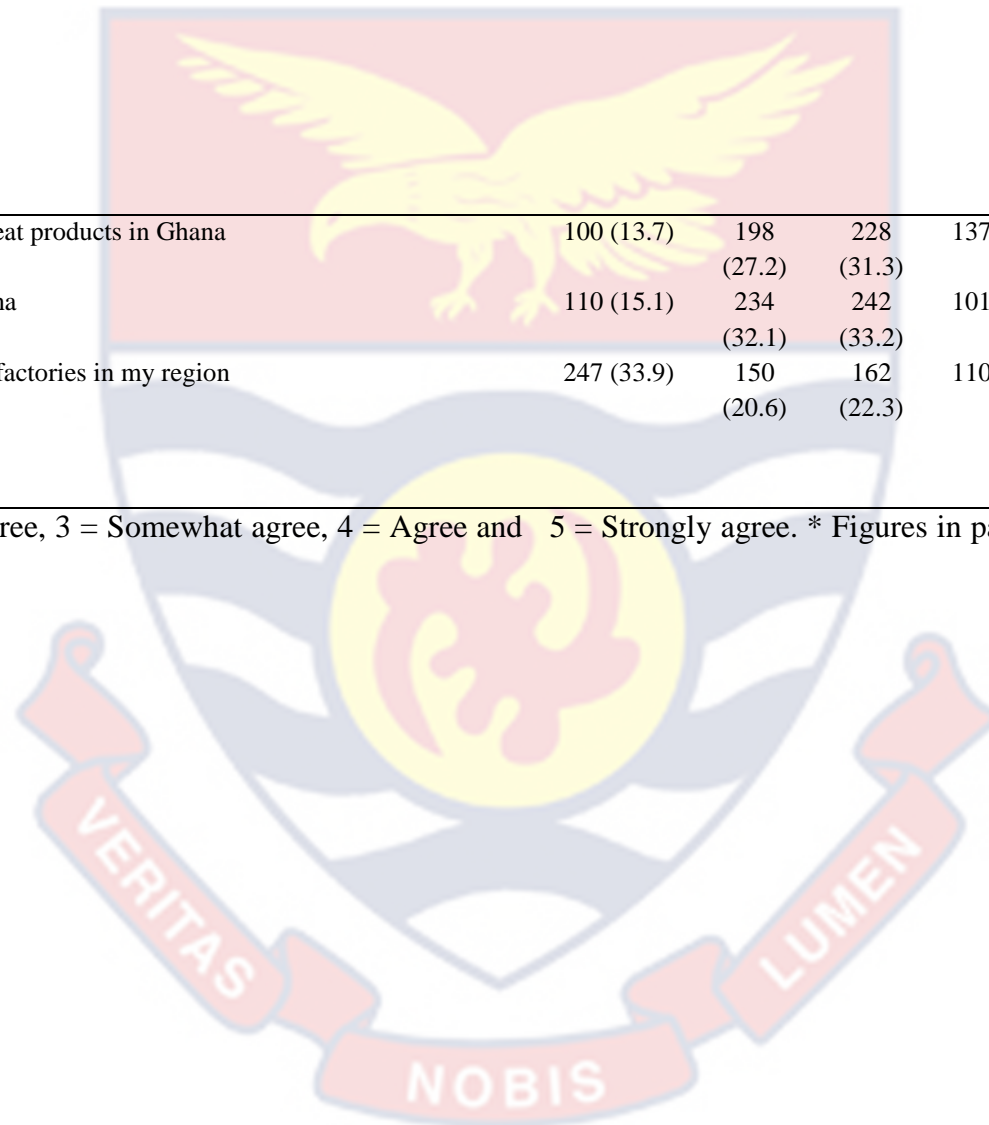 eat products in Ghana 100 (13.7) 198 228 137
(27.2) (31.3)
na 110 (15.1) 234 242 101
(32.1) (33.2)
factories in my region 247 (33.9) 150 162 110
(20.6) (22.3)
ree, 3 = Somewhat agree, 4 = Agree and 5 = Strongly agree. * Figures in pa
VERITAS
NOBIS
LUMEN